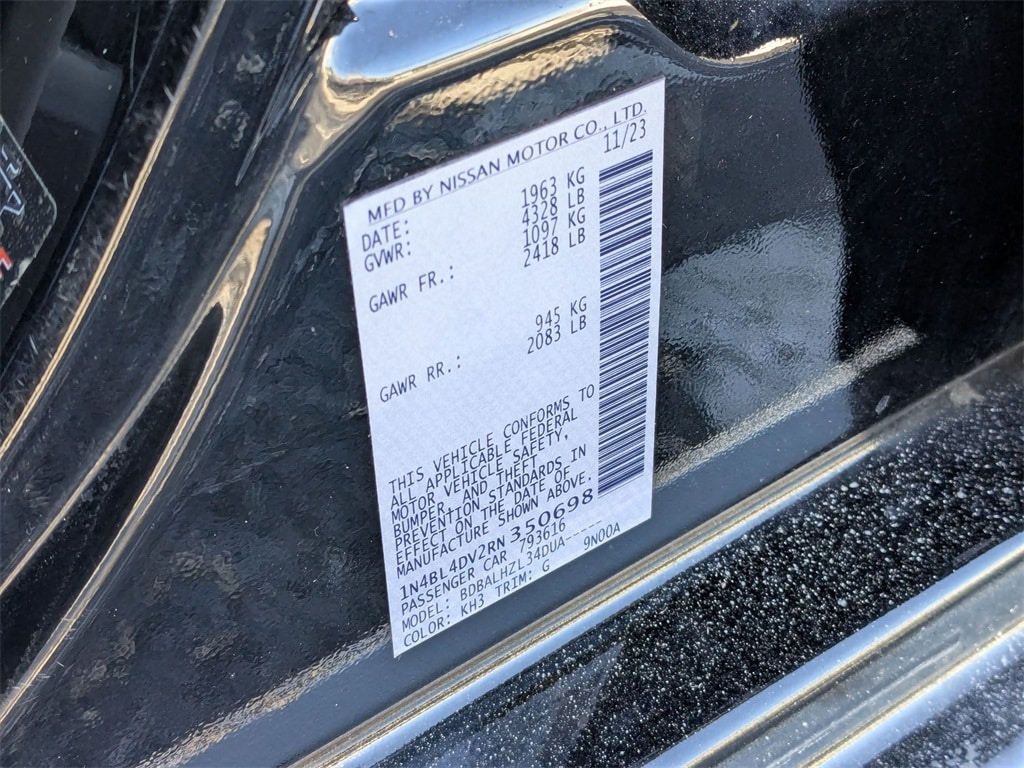 MFD BY NISSAN MOTOR CO., LTD.
DATE: 11/23
GVWR: 1963 KG
4328 LB
GAWR FR.: 1097 KG
2418 LB
GAWR RR.: 945 KG
2083 LB
THIS VEHICLE CONFORMS TO
ALL APPLICABLE FEDERAL
MOTOR VEHICLE SAFETY,
BUMPER, AND THEFT
PREVENTION STANDARDS IN
EFFECT ON THE DATE OF
MANUFACTURE SHOWN ABOVE.
1N4BL4DV2RN350698
PASSENGER CAR 793616
MODEL: BDBALHZL34DUA-----
COLOR: KH3 TRIM: G 9N00A